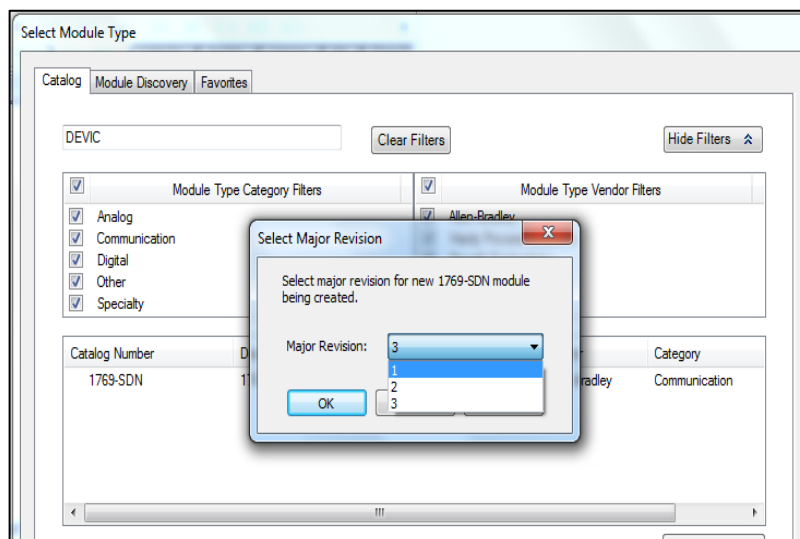 Select Module Type
Catalog Module Discovery Favorites
DEVIC Clear Filters Hide Filters
Module Type Category Filters Module Type Vendor Filters
Analog Allen-Bradley
Communication
Digital
Other
Specialty
Select Major Revision
Select major revision for new 1769-SDN module
being created.
Major Revision: 3
1
2
3
OK
Catalog Number Category
1769-SDN radley Communication